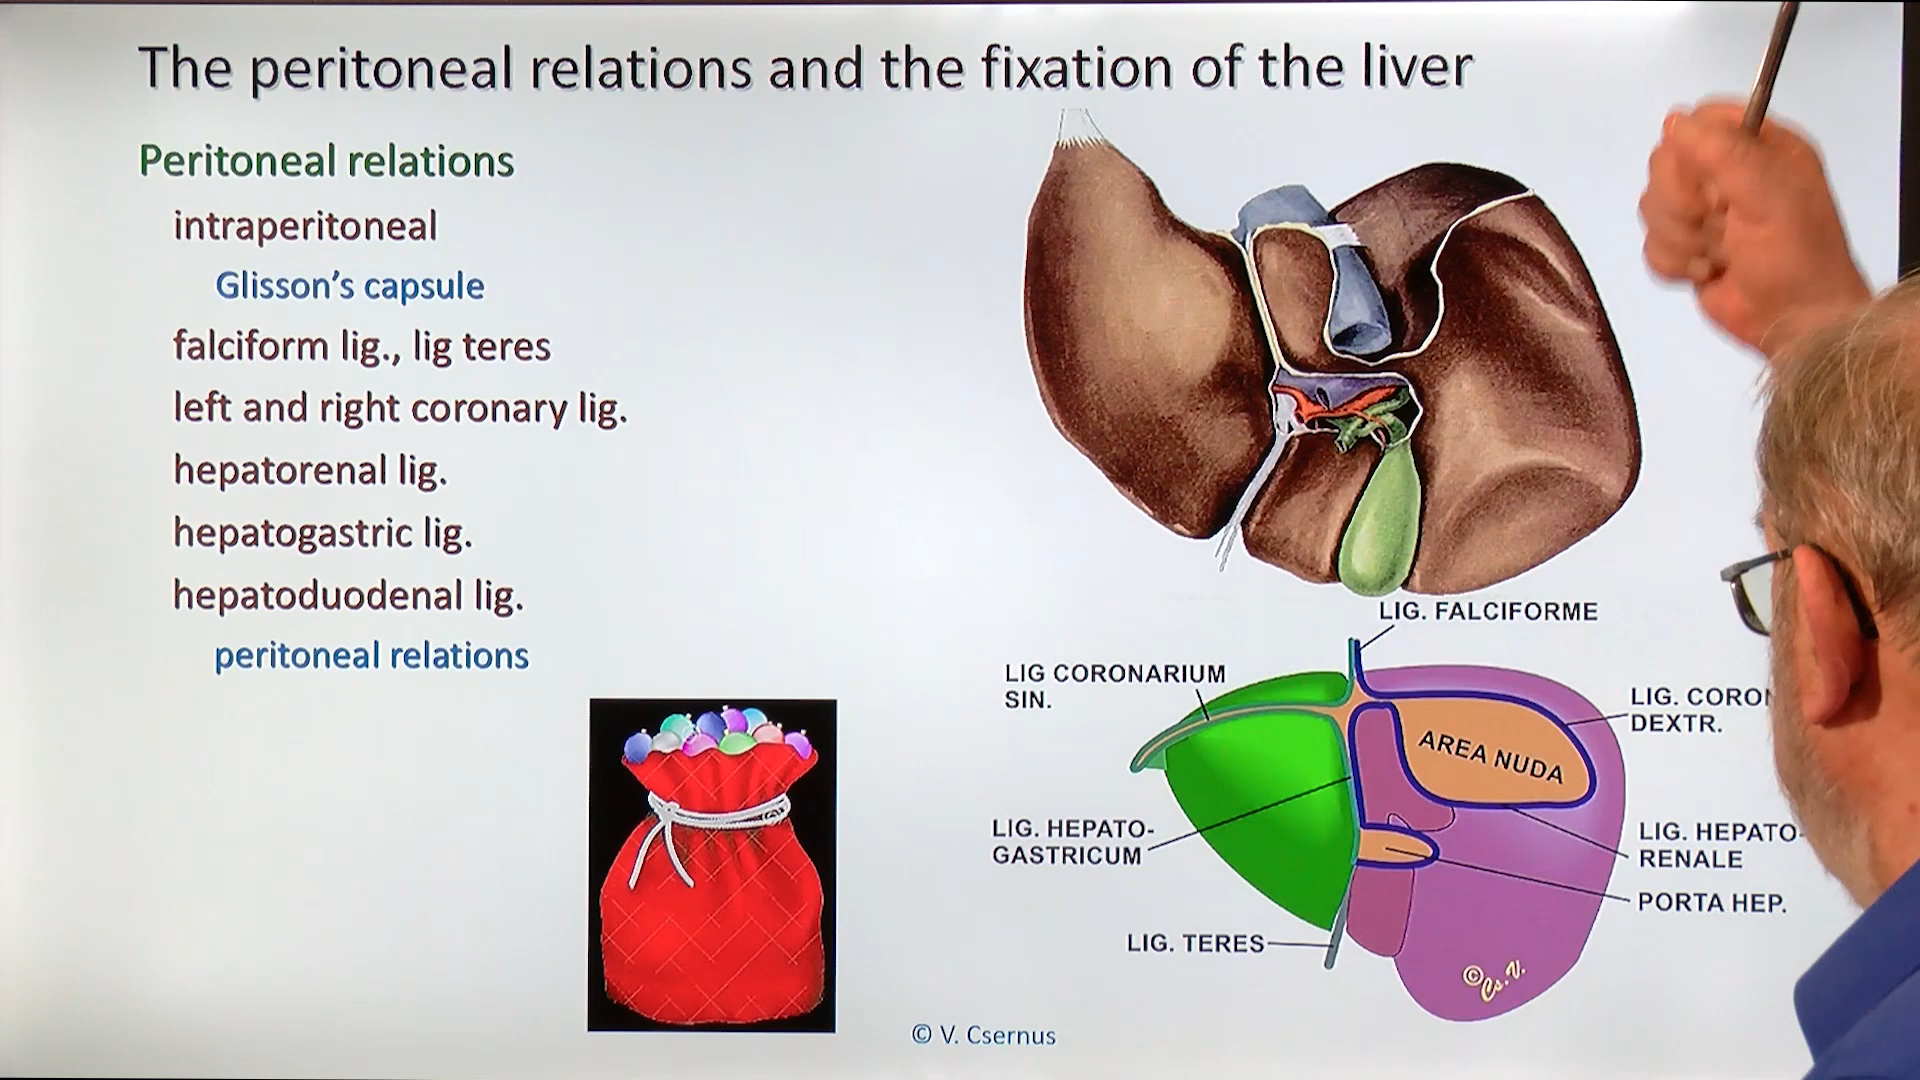 The peritoneal relations and the fixation of the liver
Peritoneal relations
intraperitoneal
Glisson's capsule
falciform lig., lig teres
left and right coronary lig.
hepatorenal lig.
hepatogastric lig.
hepatoduodenal lig.
peritoneal relations
LIG. FALCIFORME
LIG CORONARIUM
SIN.
LIG. CORON
DEXTR.
AREA NUDA
LIG. HEPATO-
GASTRICUM
LIG. HEPATO-
RENALE
PORTA HEP.
LIG. TERES
© Cs. V.
© V. Csernus